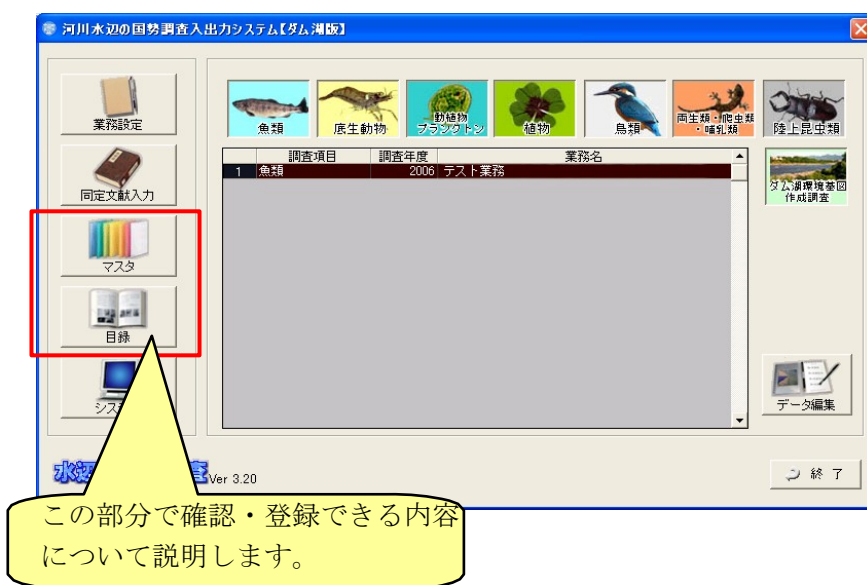 河川水辺の国勢調査入出力システム【ダム湖版】
業務設定
同定文献入力
マスタ
目録
シス
魚類
底生動物
動植物
プランクトン
植物
鳥類
両生類・爬虫類
・哺乳類
陸上昆虫類
調査項目 調査年度 業務名
1 魚類 2006 テスト業務
ダム湖環境基図
作成調査
データ編集
水辺 査 Ver 3.20
終了
この部分で確認・登録できる内容
について説明します。